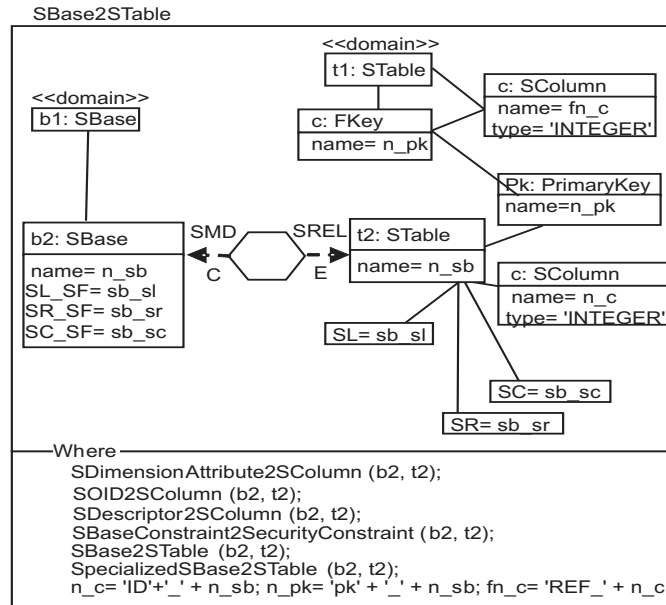 SBase2STable
<<domain>>
t1: STable
c: SColumn
name= fn_c
type= 'INTEGER'
<<domain>>
b1: SBase
c: FKey
name= n_pk
Pk: PrimaryKey
name=n_pk
b2: SBase
name= n_sb
SL_SF= sb_sl
SR_SF= sb_sr
SC_SF= sb_sc
SMD
C
SREL
E
t2: STable
name= n_sb
c: SColumn
name= n_c
type= 'INTEGER'
SL= sb_sl
SC= sb_sc
SR= sb_sr
Where
SDimensionAttribute2SColumn (b2, t2);
SOID2SColumn (b2, t2);
SDescriptor2SColumn (b2, t2);
SBaseConstraint2SecurityConstraint (b2, t2);
SBase2STable (b2, t2);
SpecializedSBase2STable (b2, t2);
n_c= 'ID'+'_' + n_sb; n_pk= 'pk' + '_' + n_sb; fn_c= 'REF_' + n_c